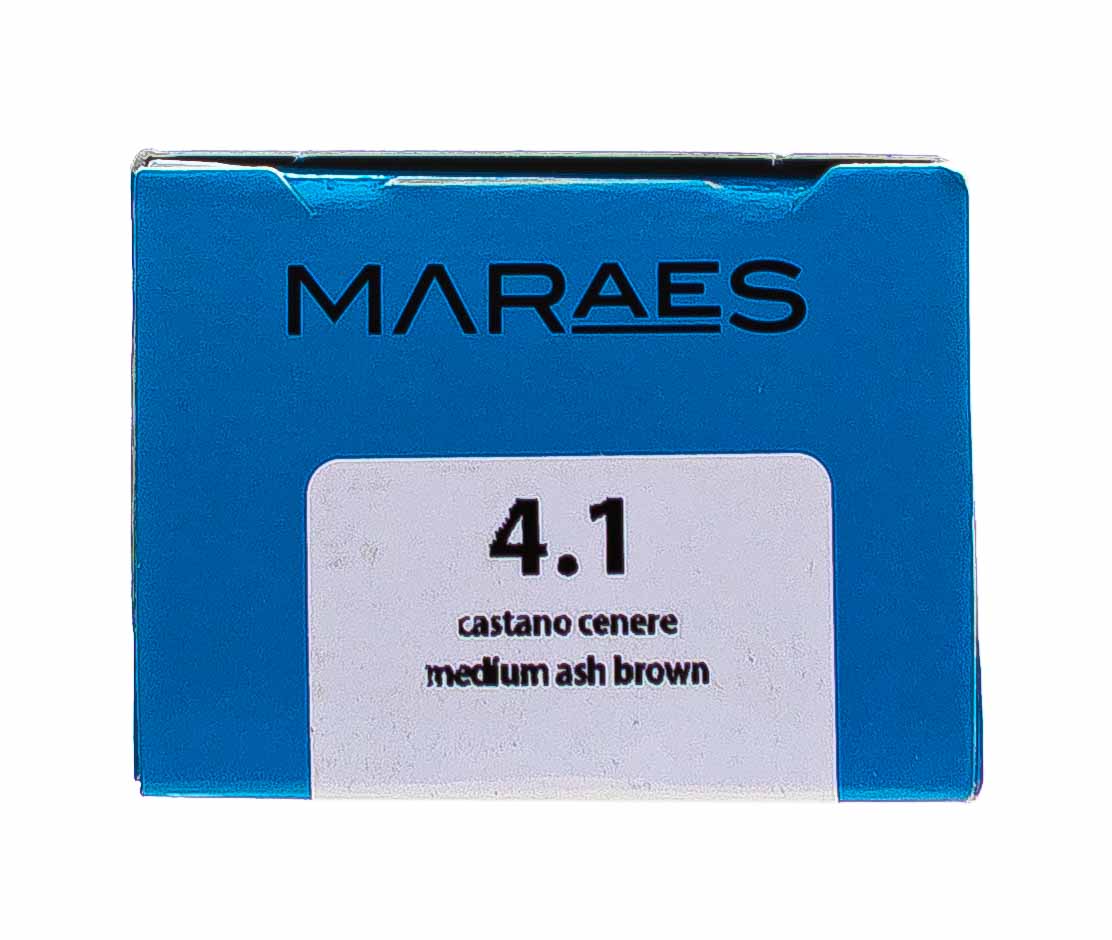 MARAES
4.1
castano cenere
medium ash brown